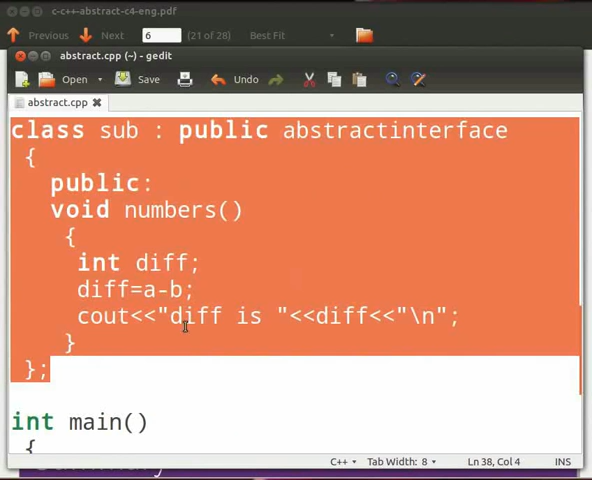 c-c++-abstract-c4-eng.pdf
Previous Next 6 (21 of 28) Best Fit
abstract.cpp (~) - gedit
Open Save Undo
abstract.cpp
class sub : public abstractinterface
{
public:
void numbers()
{
int diff;
diff=a-b;
cout<<"diff is "<<diff<<"\n";
}
};
int main()
{
C++ Tab Width: 8 Ln 38, Col 4 INS